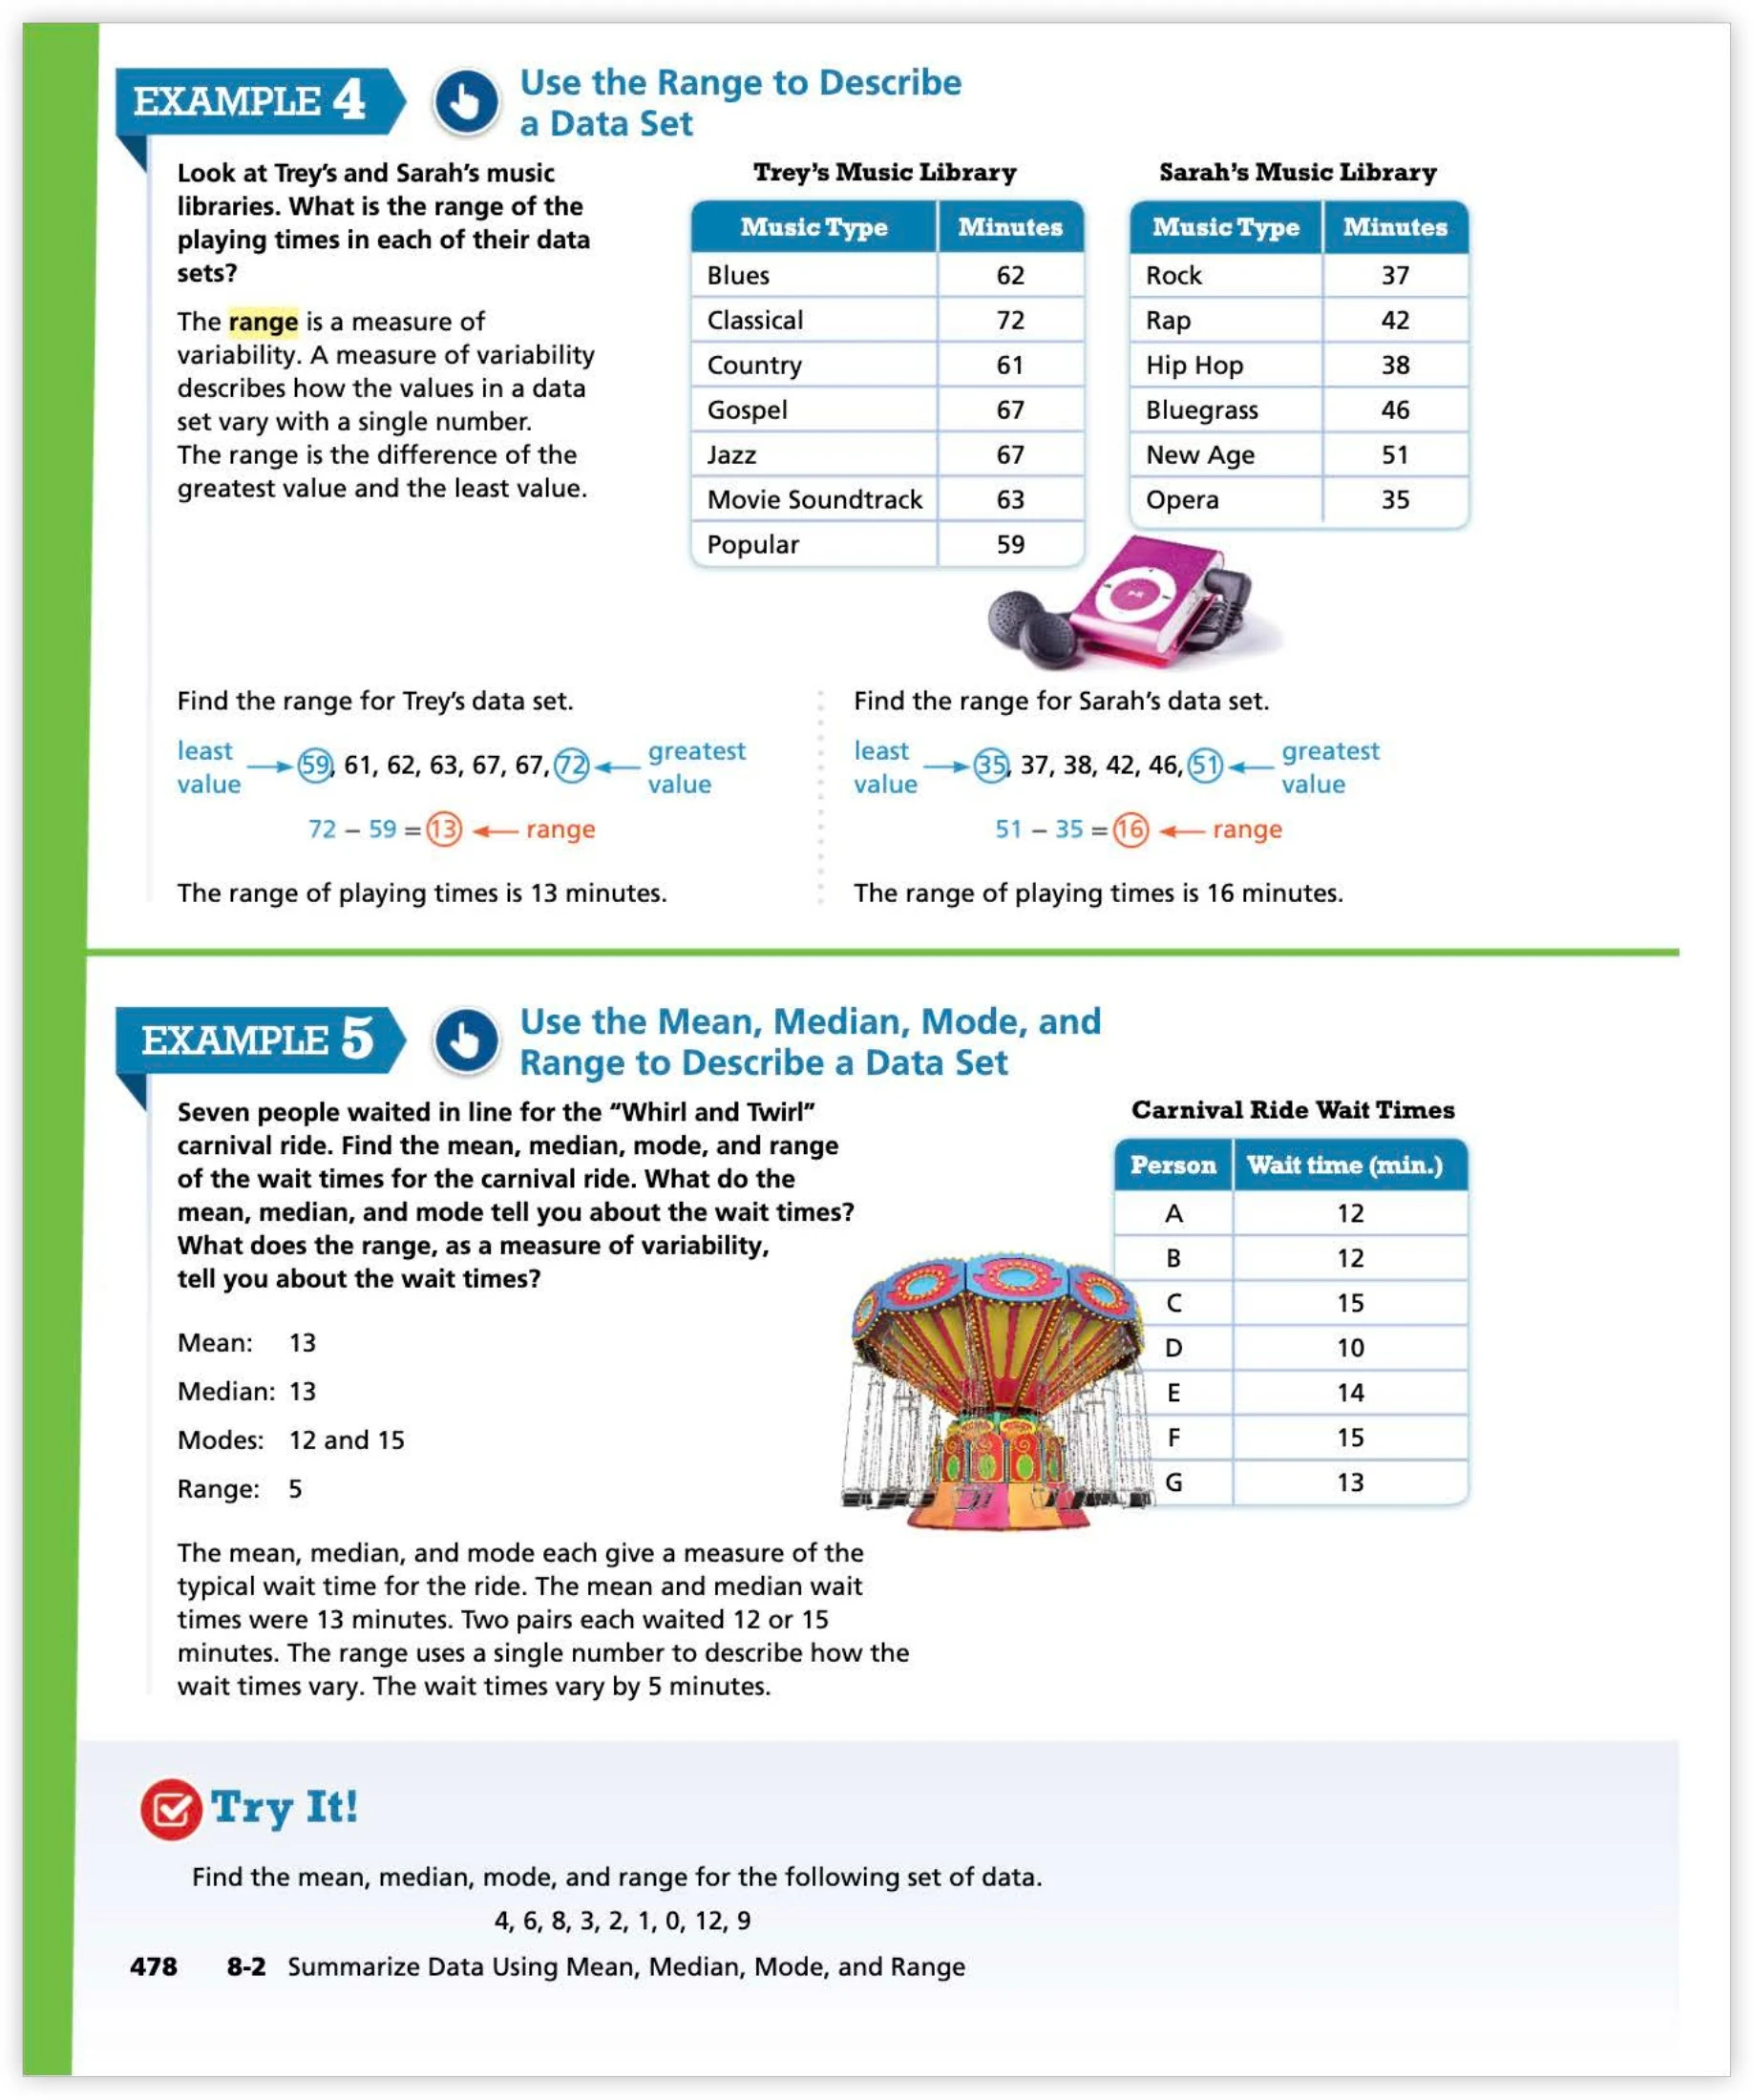 EXAMPLE 4
Use the Range to Describe
a Data Set
Look at Trey’s and Sarah’s music
libraries. What is the range of the
playing times in each of their data
sets?
The range is a measure of
variability. A measure of variability
describes how the values in a data
set vary with a single number.
The range is the difference of the
greatest value and the least value.
Trey’s Music Library
Music Type Minutes
Blues 62
Classical 72
Country 61
Gospel 67
Jazz 67
Movie Soundtrack 63
Popular 59
Sarah’s Music Library
Music Type Minutes
Rock 37
Rap 42
Hip Hop 38
Bluegrass 46
New Age 51
Opera 35
Find the range for Trey’s data set.
least
value
59, 61, 62, 63, 67, 67, 72
greatest
value
72 – 59 = 13 range
The range of playing times is 13 minutes.
Find the range for Sarah’s data set.
least
value
35, 37, 38, 42, 46, 51
greatest
value
51 – 35 = 16 range
The range of playing times is 16 minutes.
EXAMPLE 5
Use the Mean, Median, Mode, and
Range to Describe a Data Set
Seven people waited in line for the “Whirl and Twirl”
carnival ride. Find the mean, median, mode, and range
of the wait times for the carnival ride. What do the
mean, median, and mode tell you about the wait times?
What does the range, as a measure of variability,
tell you about the wait times?
Mean: 13
Median: 13
Modes: 12 and 15
Range: 5
Carnival Ride Wait Times
Person Wait time (min.)
A 12
B 12
C 15
D 10
E 14
F 15
G 13
The mean, median, and mode each give a measure of the
typical wait time for the ride. The mean and median wait
times were 13 minutes. Two pairs each waited 12 or 15
minutes. The range uses a single number to describe how the
wait times vary. The wait times vary by 5 minutes.
Try It!
Find the mean, median, mode, and range for the following set of data.
4, 6, 8, 3, 2, 1, 0, 12, 9
478 8-2 Summarize Data Using Mean, Median, Mode, and Range